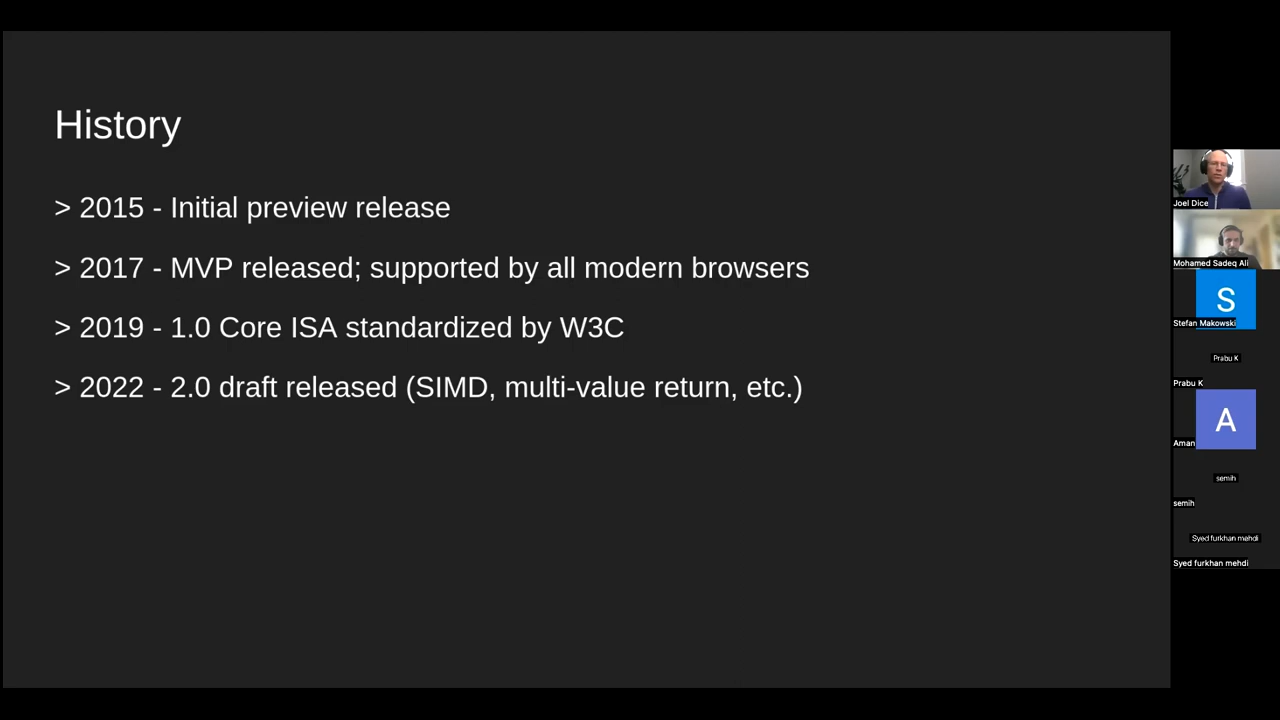 History
> 2015 - Initial preview release
> 2017 - MVP released; supported by all modern browsers
> 2019 - 1.0 Core ISA standardized by W3C
> 2022 - 2.0 draft released (SIMD, multi-value return, etc.)
Joel Dice
Mohamed Sadeq Ali
S
Stefan Makowski
Prabu K
Prabu K
A
Aman
semih
semih
Syed furkhan mehdi
Syed furkhan mehdi